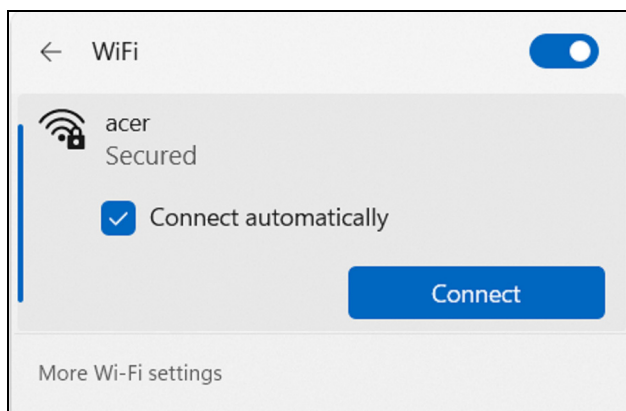 WiFi
acer
Secured
Connect automatically
Connect
More Wi-Fi settings